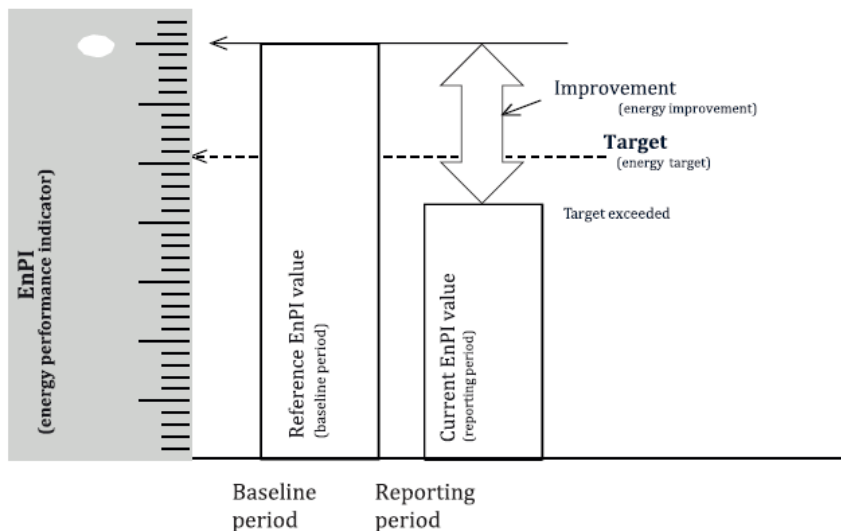 EnPI
(energy performance indicator)
Reference EnPI value
(baseline period)
Current EnPI value
(reporting period)
Improvement
(energy improvement)
Target
(energy target)
Target exceeded
Baseline
period
Reporting
period